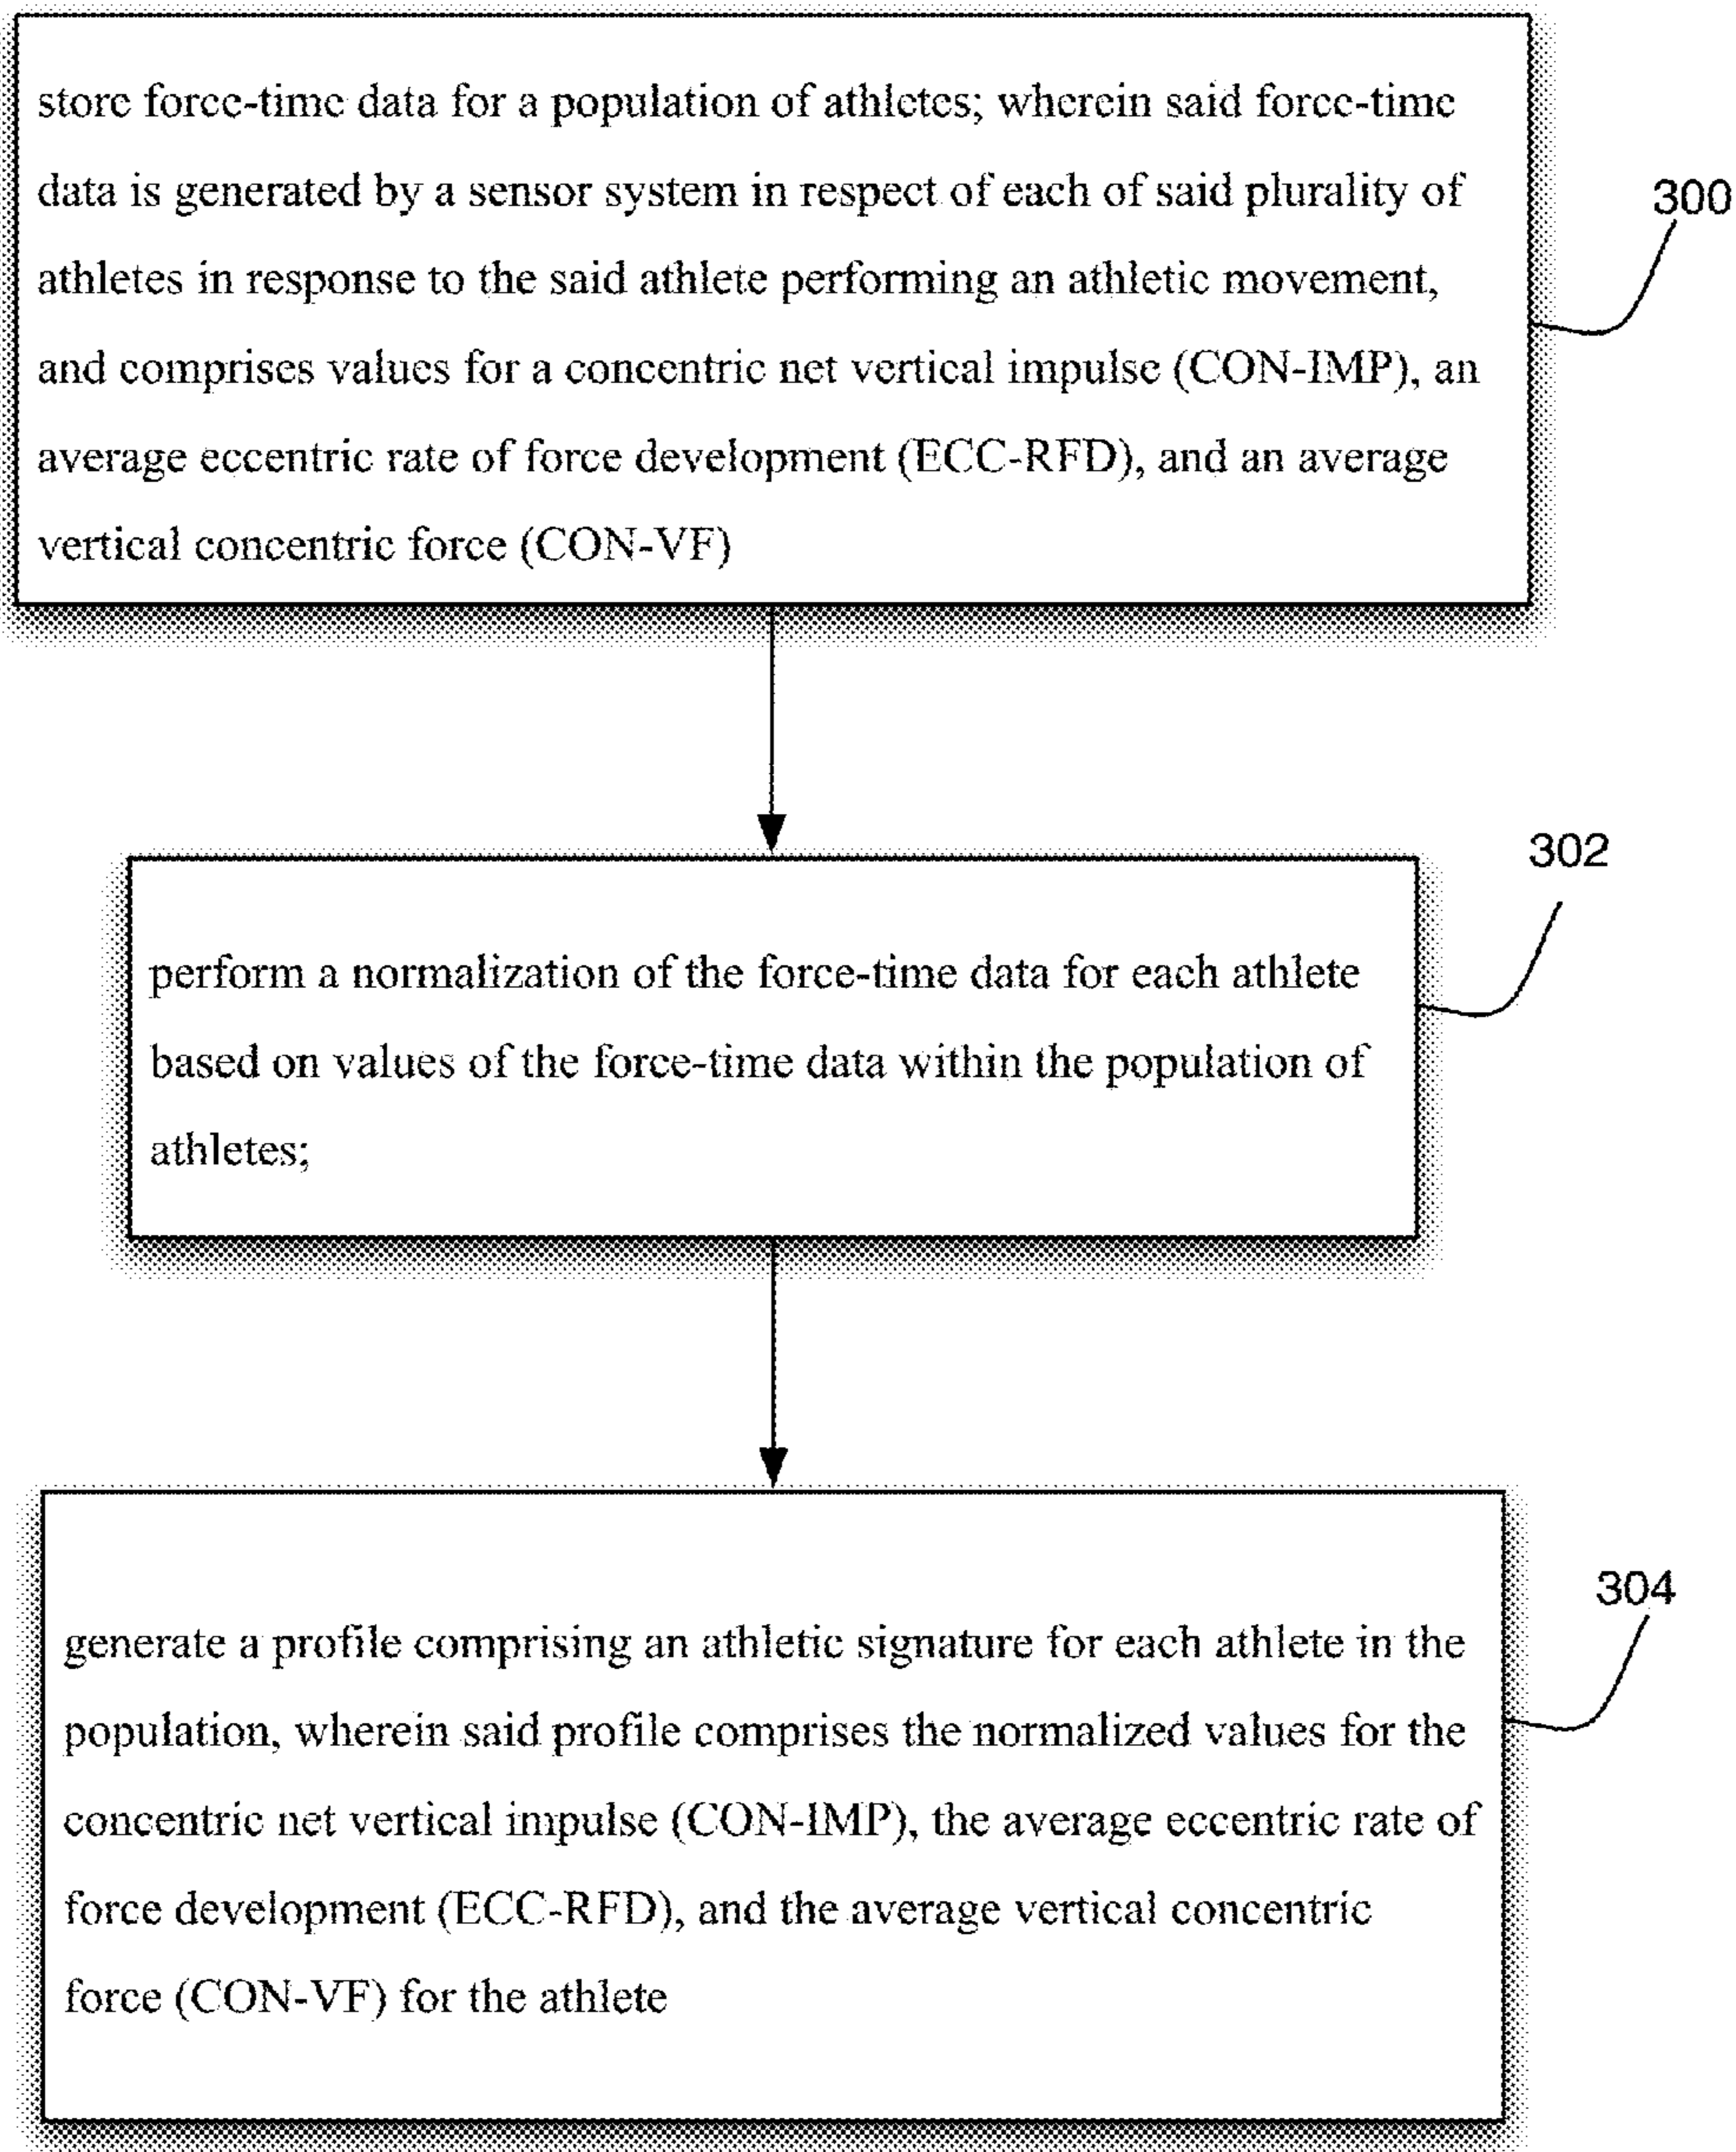 store force-time data for a population of athletes; wherein said force-time
data is generated by a sensor system in respect of each of said plurality of
athletes in response to the said athlete performing an athletic movement,
and comprises values for a concentric net vertical impulse (CON-IMP), an
average eccentric rate of force development (ECC-RFD), and an average
vertical concentric force (CON-VF)
300
302
perform a normalization of the force-time data for each athlete
based on values of the force-time data within the population of
athletes;
304
generate a profile comprising an athletic signature for each athlete in the
population, wherein said profile comprises the normalized values for the
concentric net vertical impulse (CON-IMP), the average eccentric rate of
force development (ECC-RFD), and the average vertical concentric
force (CON-VF) for the athlete